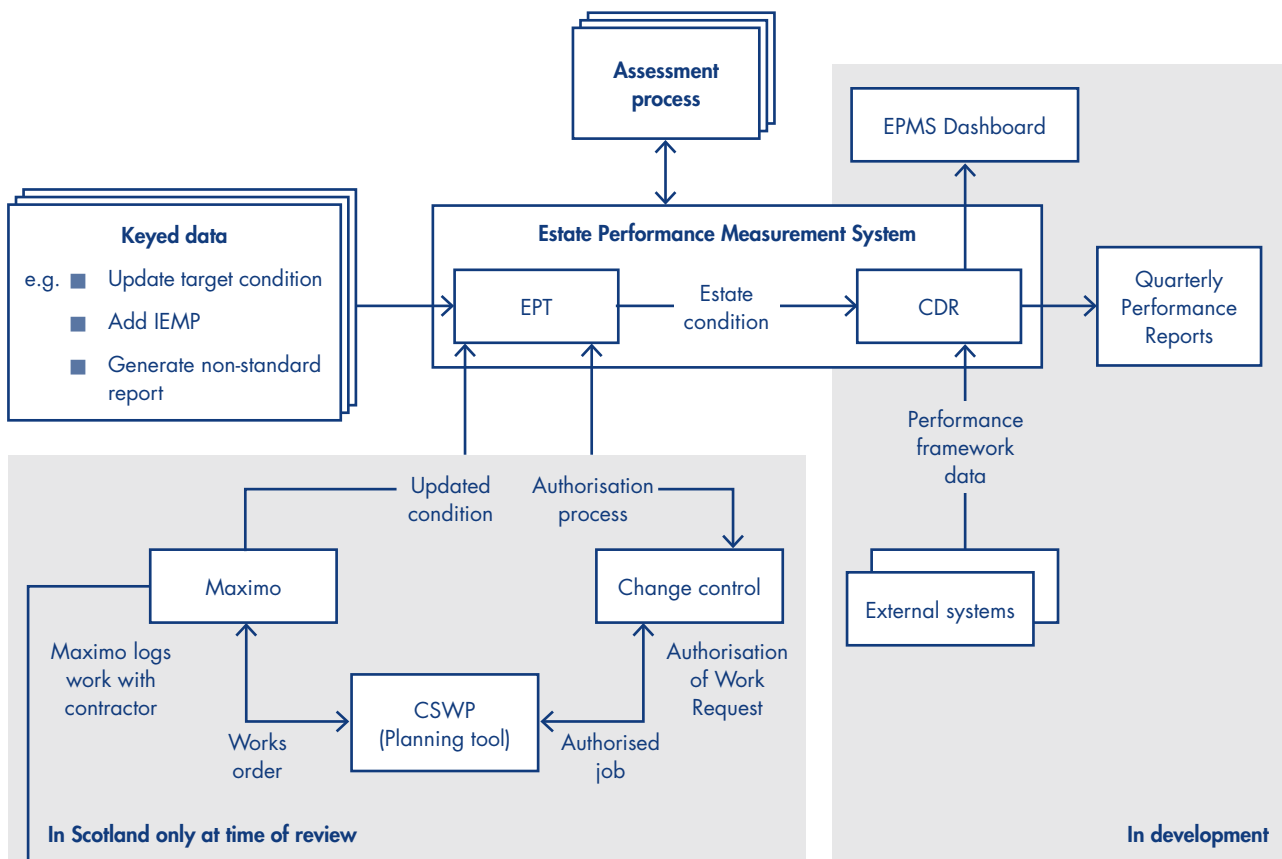 Assessment
process
EPMS Dashboard
Keyed data
e.g. ■ Update target condition
■ Add IEMP
■ Generate non-standard
report
Estate Performance Measurement System
EPT
Estate
condition
CDR
Quarterly
Performance
Reports
Performance
framework
data
Updated
condition
Authorisation
process
Maximo
Change control
External systems
Maximo logs
work with
contractor
Authorisation
of Work
Request
CSWP
(Planning tool)
Works
order
Authorised
job
In Scotland only at time of review
In development